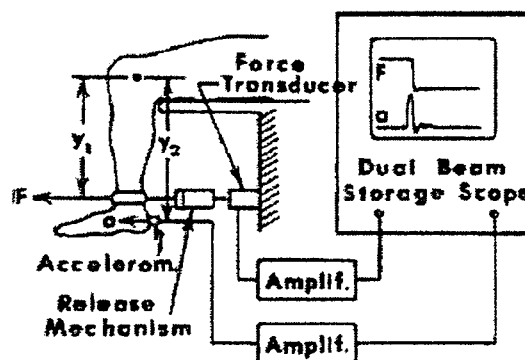 Force
Transducer
F
a
Dual Beam
Storage Scope
y₁
y₂
F
a
Accelerom.
Release
Mechanism
Amplif.
Amplif.